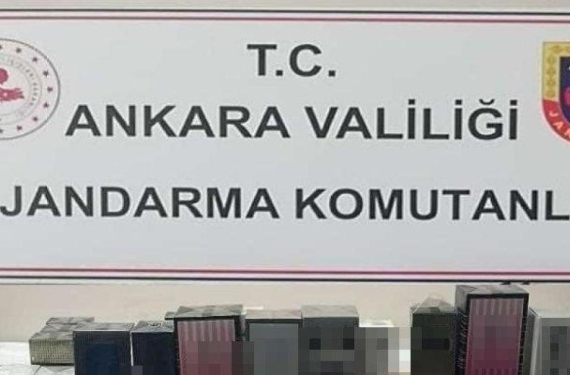 T.C.
ANKARA VALİLİĞİ
JANDARMA KOMUTANL